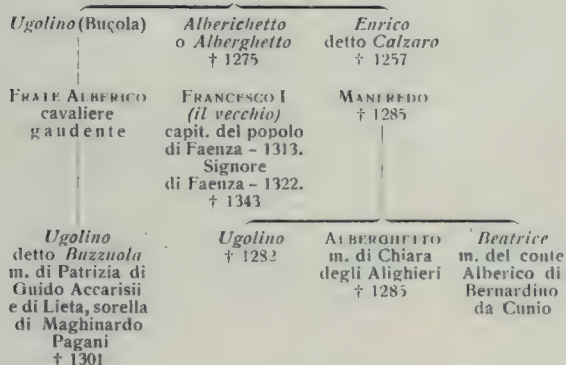 Ugolino (Buçola)
Alberichetto
o Alberghetto
† 1275
Enrico
detto Calzaro
† 1257
FRATE ALBERICO
cavaliere
gaudente
FRANCESCO I
(il vecchio)
capit. del popolo
di Faenza – 1313.
Signore
di Faenza – 1322.
† 1343
MANFREDO
† 1285
Ugolino
detto Buzzuola
m. di Patrizia di
Guido Accarisii
e di Lieta, sorella
di Maghinardo
Pagani
† 1301
Ugolino
† 1282
ALBERGHETTO
m. di Chiara
degli Alighieri
† 1285
Beatrice
m. del conte
Alberico di
Bernardino
da Cunio